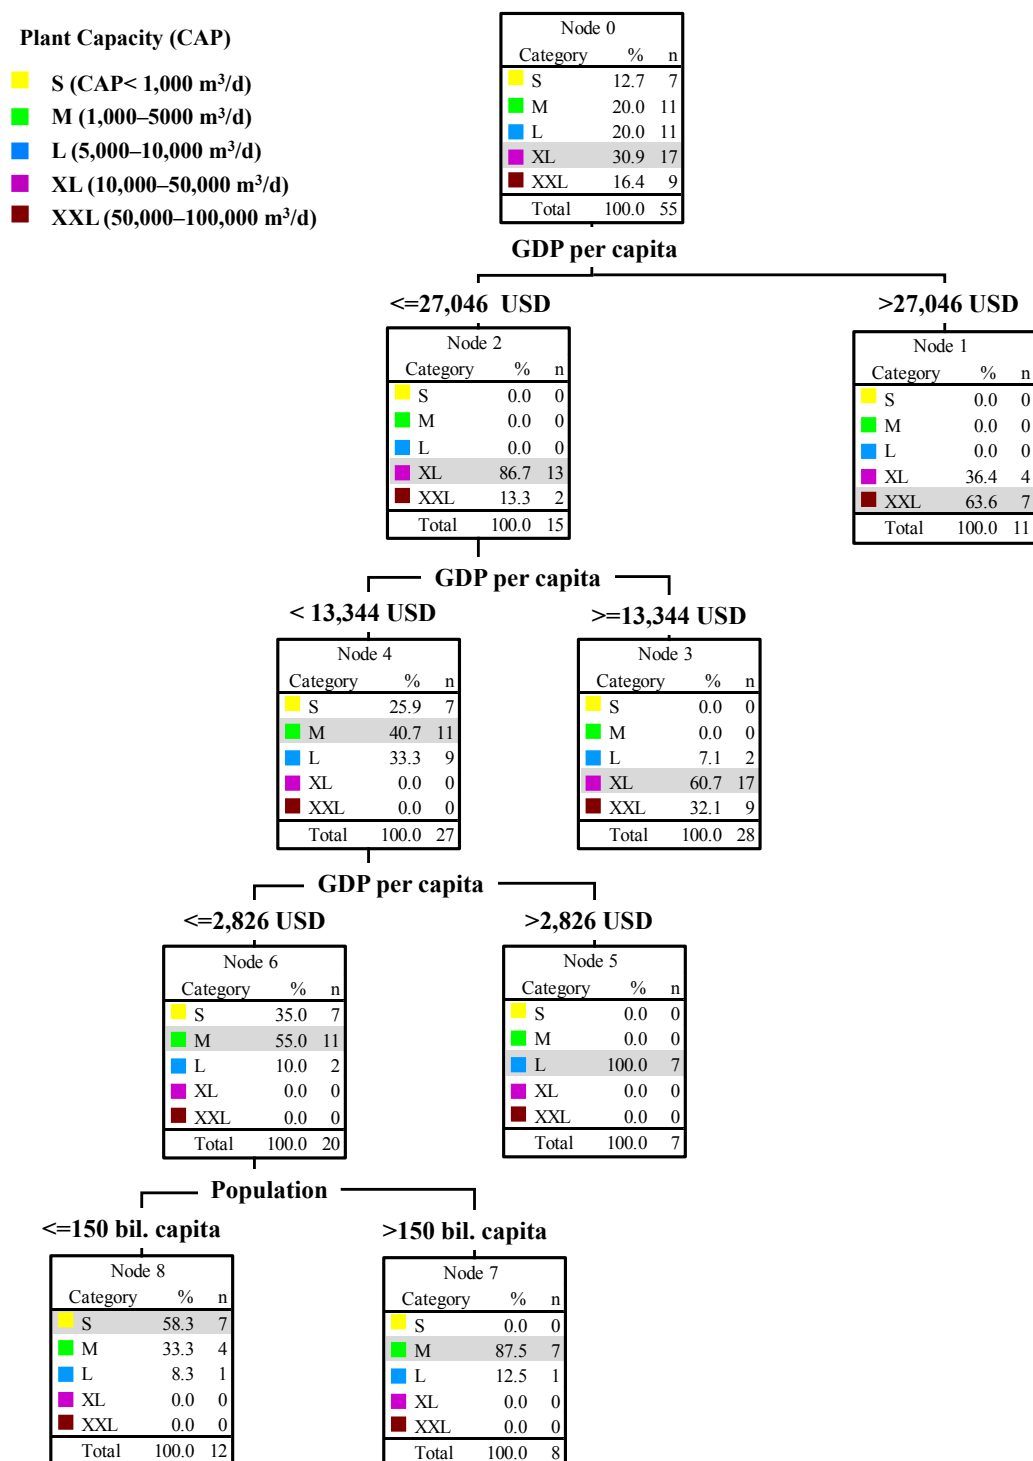 Plant Capacity (CAP)
S (CAP< 1,000 m³/d)
M (1,000–5000 m³/d)
L (5,000–10,000 m³/d)
XL (10,000–50,000 m³/d)
XXL (50,000–100,000 m³/d)
Node 0
Category % n
S 12.7 7
M 20.0 11
L 20.0 11
XL 30.9 17
XXL 16.4 9
Total 100.0 55
GDP per capita
<=27,046 USD
Node 2
Category % n
S 0.0 0
M 0.0 0
L 0.0 0
XL 86.7 13
XXL 13.3 2
Total 100.0 15
>27,046 USD
Node 1
Category % n
S 0.0 0
M 0.0 0
L 0.0 0
XL 36.4 4
XXL 63.6 7
Total 100.0 11
GDP per capita
< 13,344 USD
Node 4
Category % n
S 25.9 7
M 40.7 11
L 33.3 9
XL 0.0 0
XXL 0.0 0
Total 100.0 27
>=13,344 USD
Node 3
Category % n
S 0.0 0
M 0.0 0
L 7.1 2
XL 60.7 17
XXL 32.1 9
Total 100.0 28
GDP per capita
<=2,826 USD
Node 6
Category % n
S 35.0 7
M 55.0 11
L 10.0 2
XL 0.0 0
XXL 0.0 0
Total 100.0 20
>2,826 USD
Node 5
Category % n
S 0.0 0
M 0.0 0
L 100.0 7
XL 0.0 0
XXL 0.0 0
Total 100.0 7
Population
<=150 bil. capita
Node 8
Category % n
S 58.3 7
M 33.3 4
L 8.3 1
XL 0.0 0
XXL 0.0 0
Total 100.0 12
>150 bil. capita
Node 7
Category % n
S 0.0 0
M 87.5 7
L 12.5 1
XL 0.0 0
XXL 0.0 0
Total 100.0 8